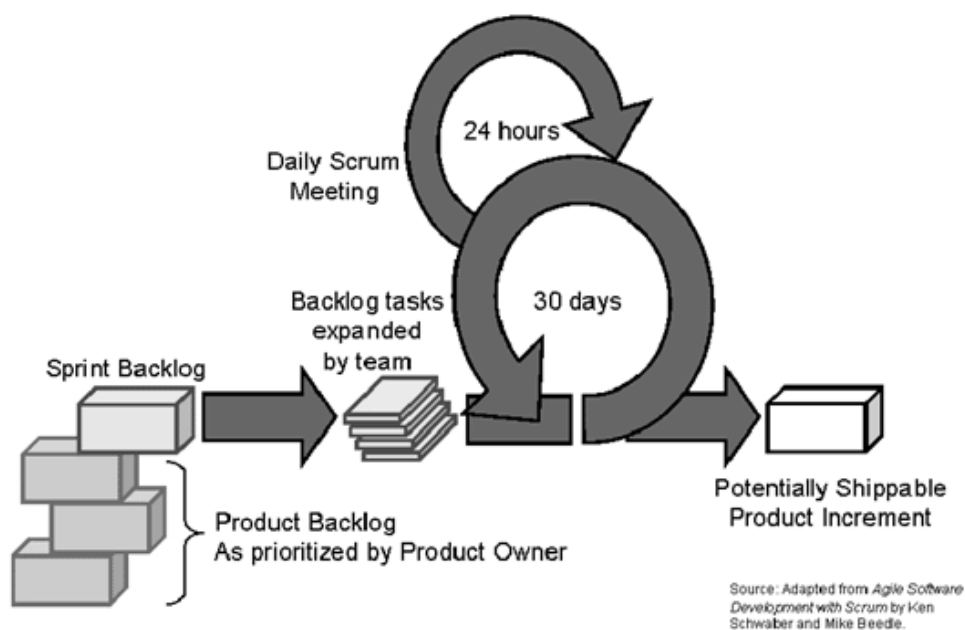 24 hours
Daily Scrum
Meeting
Backlog tasks
expanded
by team
30 days
Sprint Backlog
Potentially Shippable
Product Increment
Product Backlog
As prioritized by Product Owner
Source: Adapted from Agile Software
Development with Scrum by Ken
Schwaber and Mike Beedle.